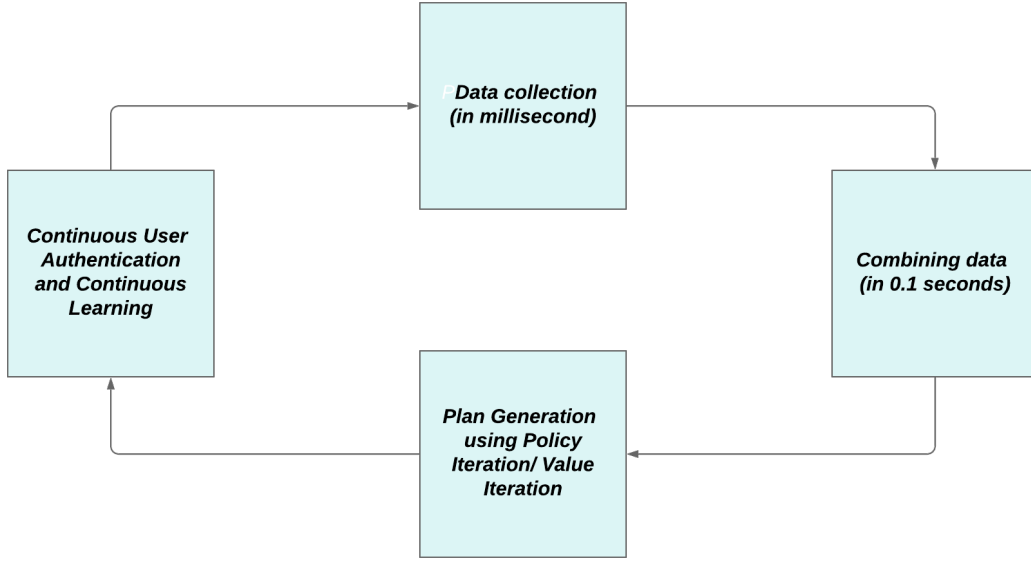 Data collection
(in millisecond)
Continuous User
Authentication
and Continuous
Learning
Combining data
(in 0.1 seconds)
Plan Generation
using Policy
Iteration/ Value
Iteration